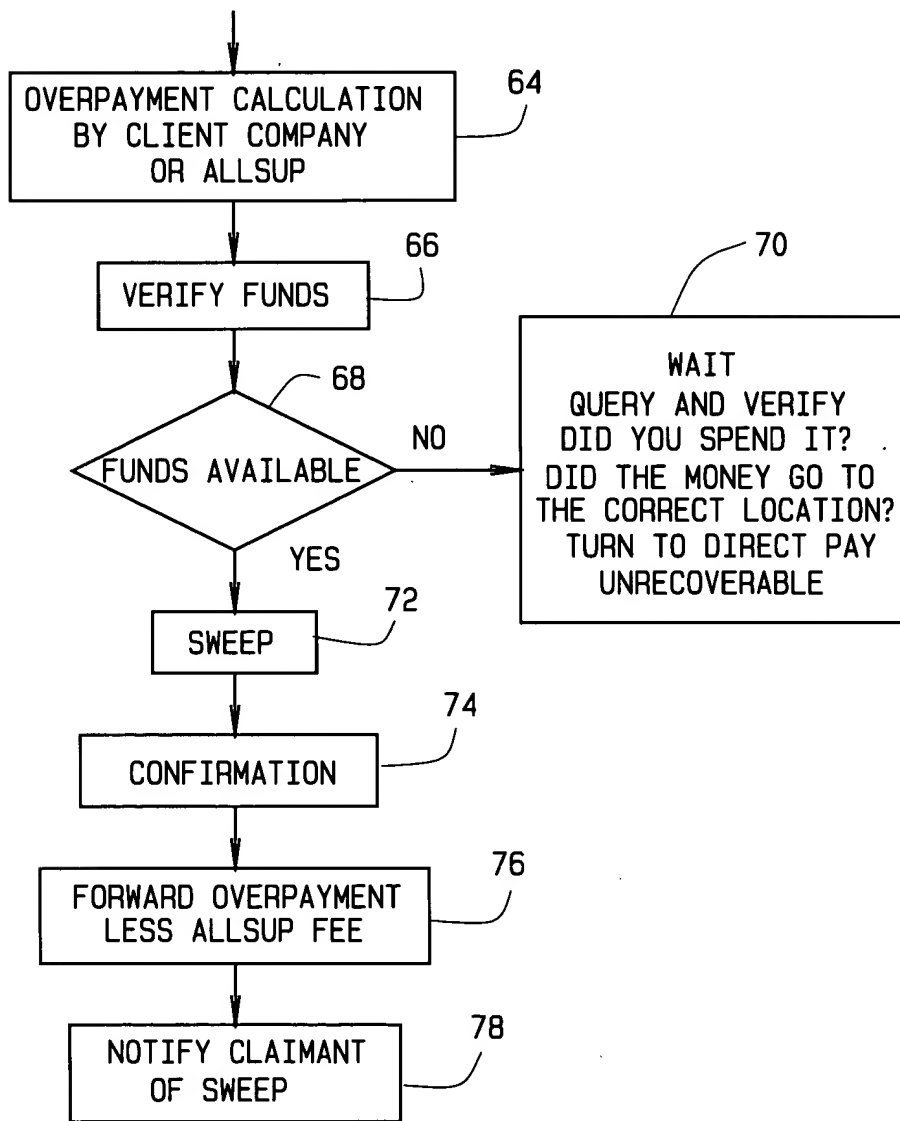 OVERPAYMENT CALCULATION
BY CLIENT COMPANY
OR ALLSUP
64
VERIFY FUNDS
66
FUNDS AVAILABLE
68
NO
WAIT
QUERY AND VERIFY
DID YOU SPEND IT?
DID THE MONEY GO TO
THE CORRECT LOCATION?
TURN TO DIRECT PAY
UNRECOVERABLE
70
YES
SWEEP
72
CONFIRMATION
74
FORWARD OVERPAYMENT
LESS ALLSUP FEE
76
NOTIFY CLAIMANT
OF SWEEP
78